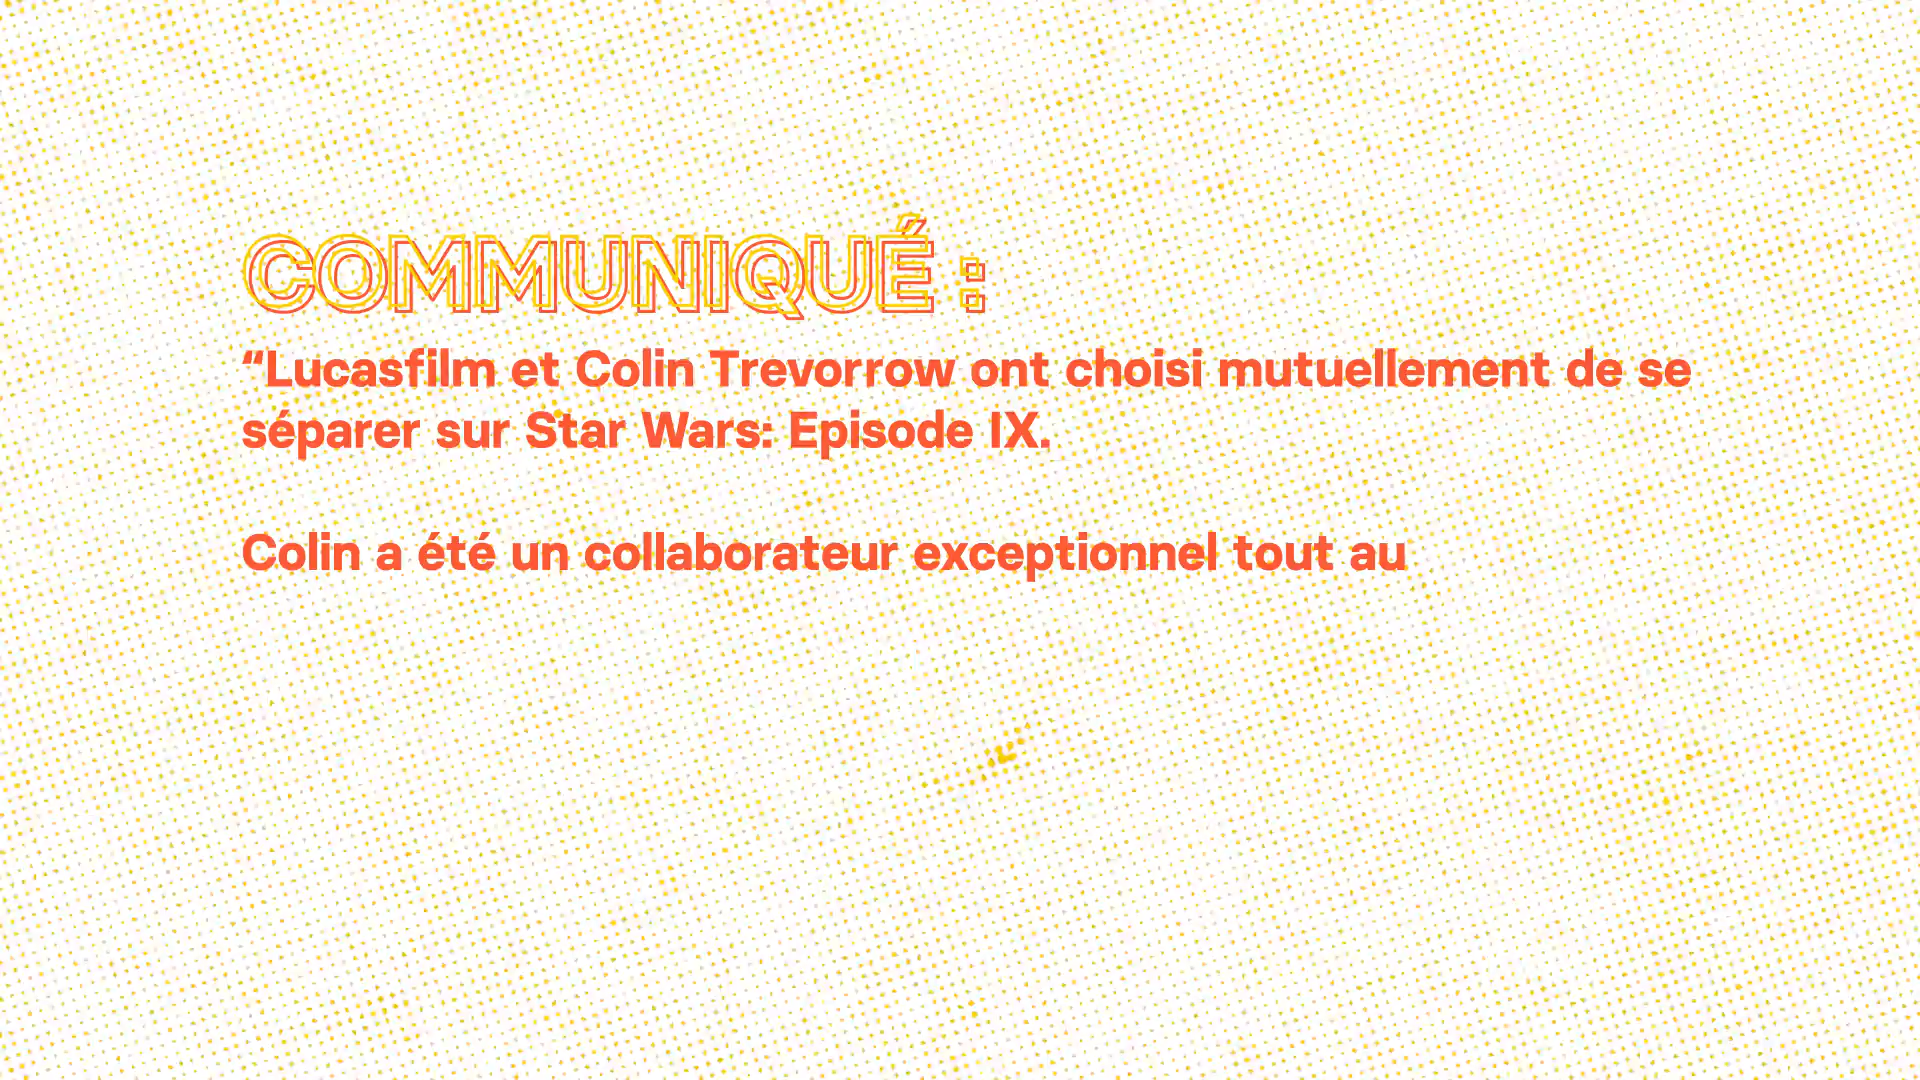 COMMUNIQUÉ :
“Lucasfilm et Colin Trevorrow ont choisi mutuellement de se
séparer sur Star Wars: Episode IX.
Colin a été un collaborateur exceptionnel tout au